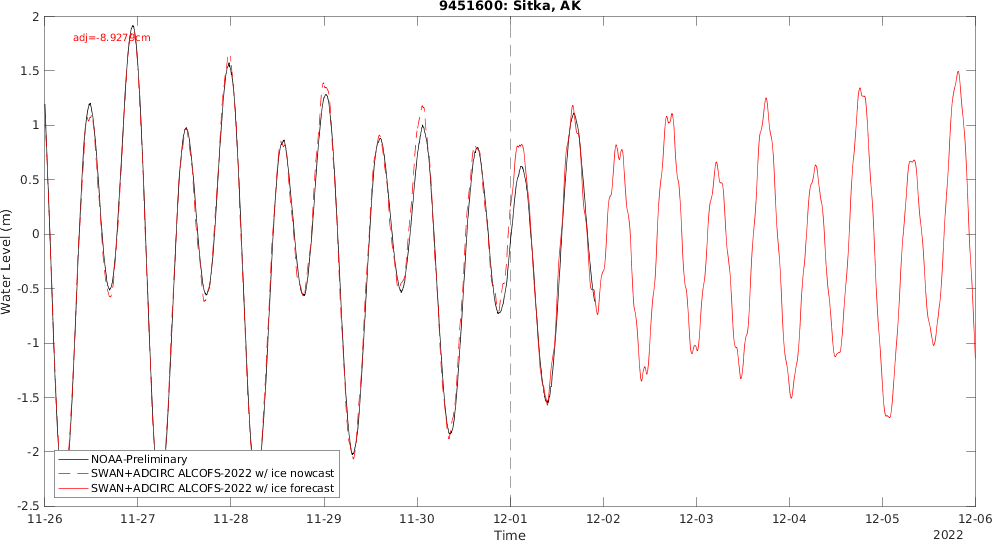 9451600: Sitka, AK
adj=-8.9279cm
Water Level (m)
2
1.5
1
0.5
0
-0.5
-1
-1.5
-2
-2.5
NOAA-Preliminary
SWAN+ADCIRC ALCOFS-2022 w/ ice nowcast
SWAN+ADCIRC ALCOFS-2022 w/ ice forecast
11-26 11-27 11-28 11-29 11-30 12-01 12-02 12-03 12-04 12-05 12-06
Time
2022